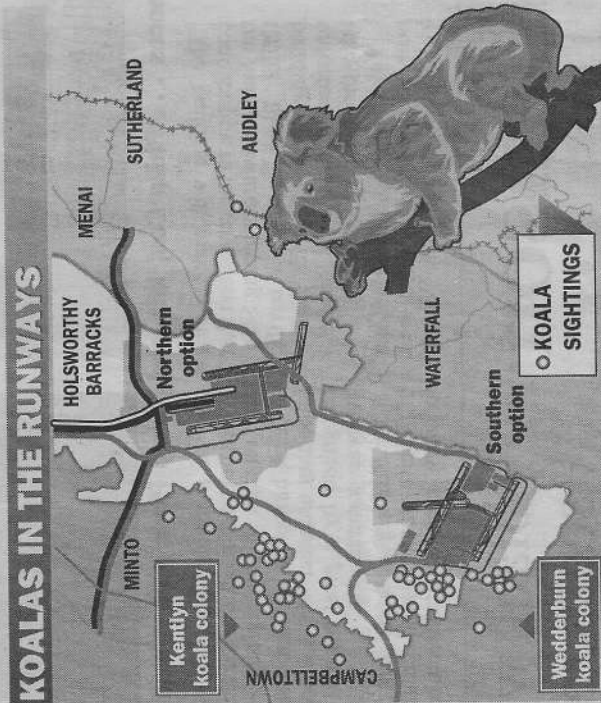 KOALAS IN THE RUNWAYS
HOLSWORTHY
BARRACKS
MENAI
SUTHERLAND
MINTO
Northern
option
AUDLEY
Kentlyn
koala colony
CAMPBELLTOWN
WATERFALL
Southern
option
Wedderburn
koala colony
KOALA
SIGHTINGS